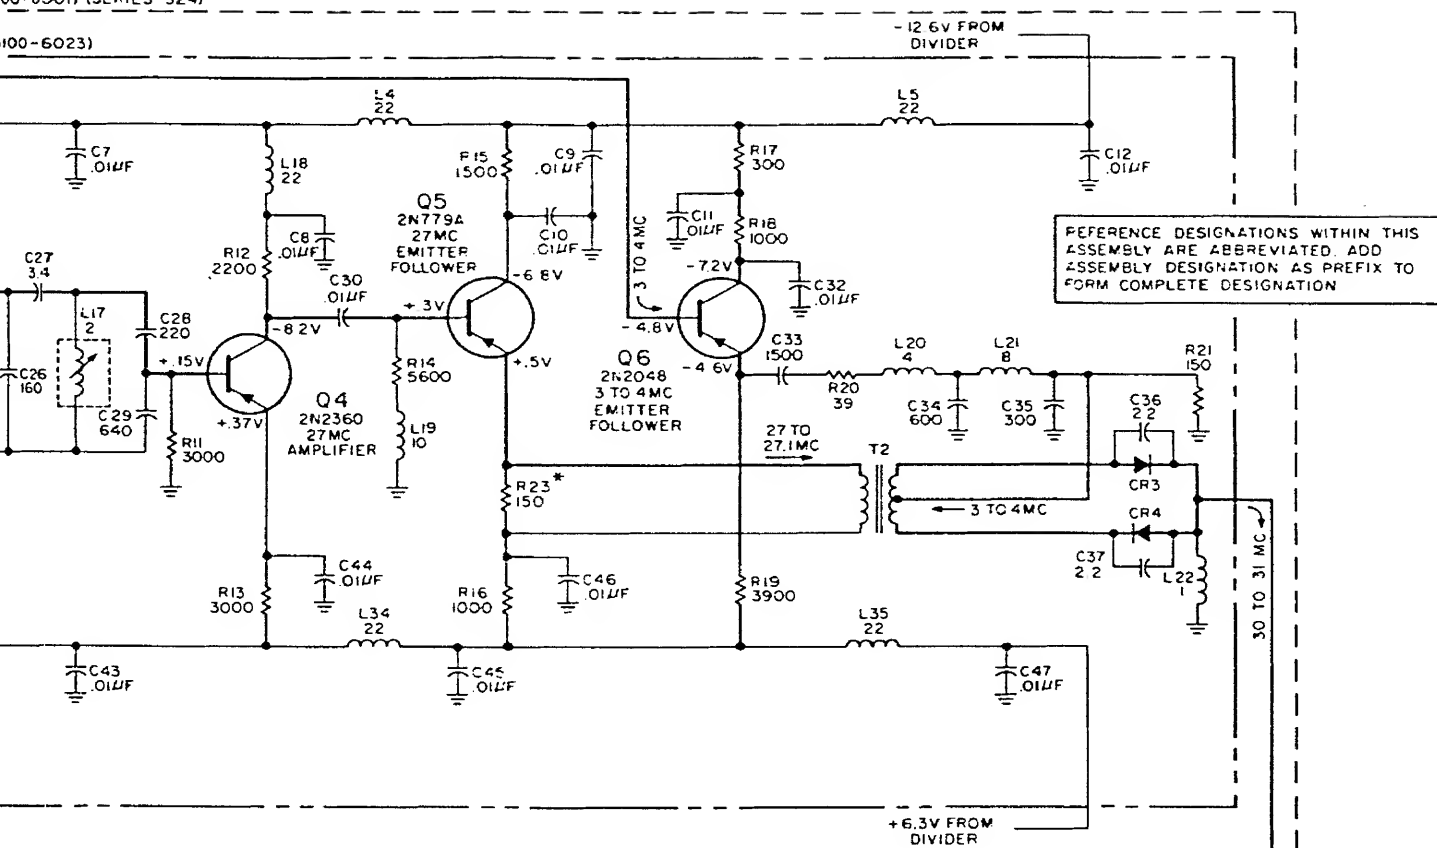 (SERIES 324)
100-6023)
-12.6V FROM
DIVIDER
L4
22
L5
22
C7
.01UF
L18
22
R15
1500
C9
.01UF
R17
300
C12
.01UF
Q5
2N779A
27MC
EMITTER
FOLLOWER
C10
.01UF
3 TO 4MC
C11
.01UF
R18
1000
REFERENCE DESIGNATIONS WITHIN THIS
ASSEMBLY ARE ABBREVIATED. ADD
ASSEMBLY DESIGNATION AS PREFIX TO
FORM COMPLETE DESIGNATION
C8
.01UF
R12
2200
C27
3.4
C30
.01UF
-6.8V
-7.2V
C32
.01UF
L17
2
C28
220
-8.2V
+.3V
-4.8V
C33
1500
L20
4
L21
8
R21
150
C26
160
+.15V
R14
5600
+.5V
Q6
2N2048
3 TO 4MC
EMITTER
FOLLOWER
-4.6V
R20
39
C34
600
C35
300
C36
2.2
C29
640
+.37V
Q4
2N2360
27MC
AMPLIFIER
L19
10
R11
3000
27 TO
27.1MC
T2
CR3
R23*
150
3 TO 4MC
CR4
C37
2.2
L22
1
30 TO 31 MC
C44
.01UF
C46
.01UF
R13
3000
R16
1000
R19
3900
L34
22
L35
22
C43
.01UF
C45
.01UF
C47
.01UF
+6.3V FROM
DIVIDER